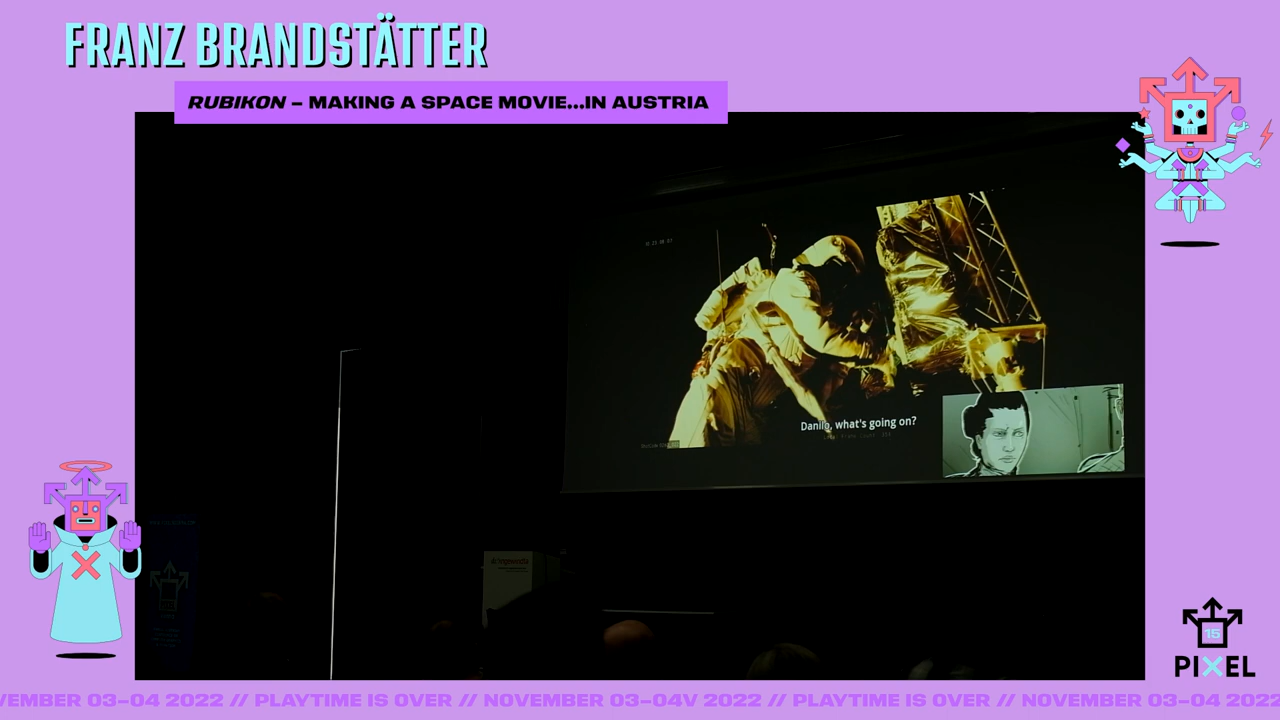 FRANZ BRANDSTÄTTER
RUBIKON – MAKING A SPACE MOVIE...IN AUSTRIA
Danilo, what's going on?
15
PIXEL
VEMBER 03–04 2022 // PLAYTIME IS OVER // NOVEMBER 03–04V 2022 // PLAYTIME IS OVER // NOVEMBER 03–04 2022